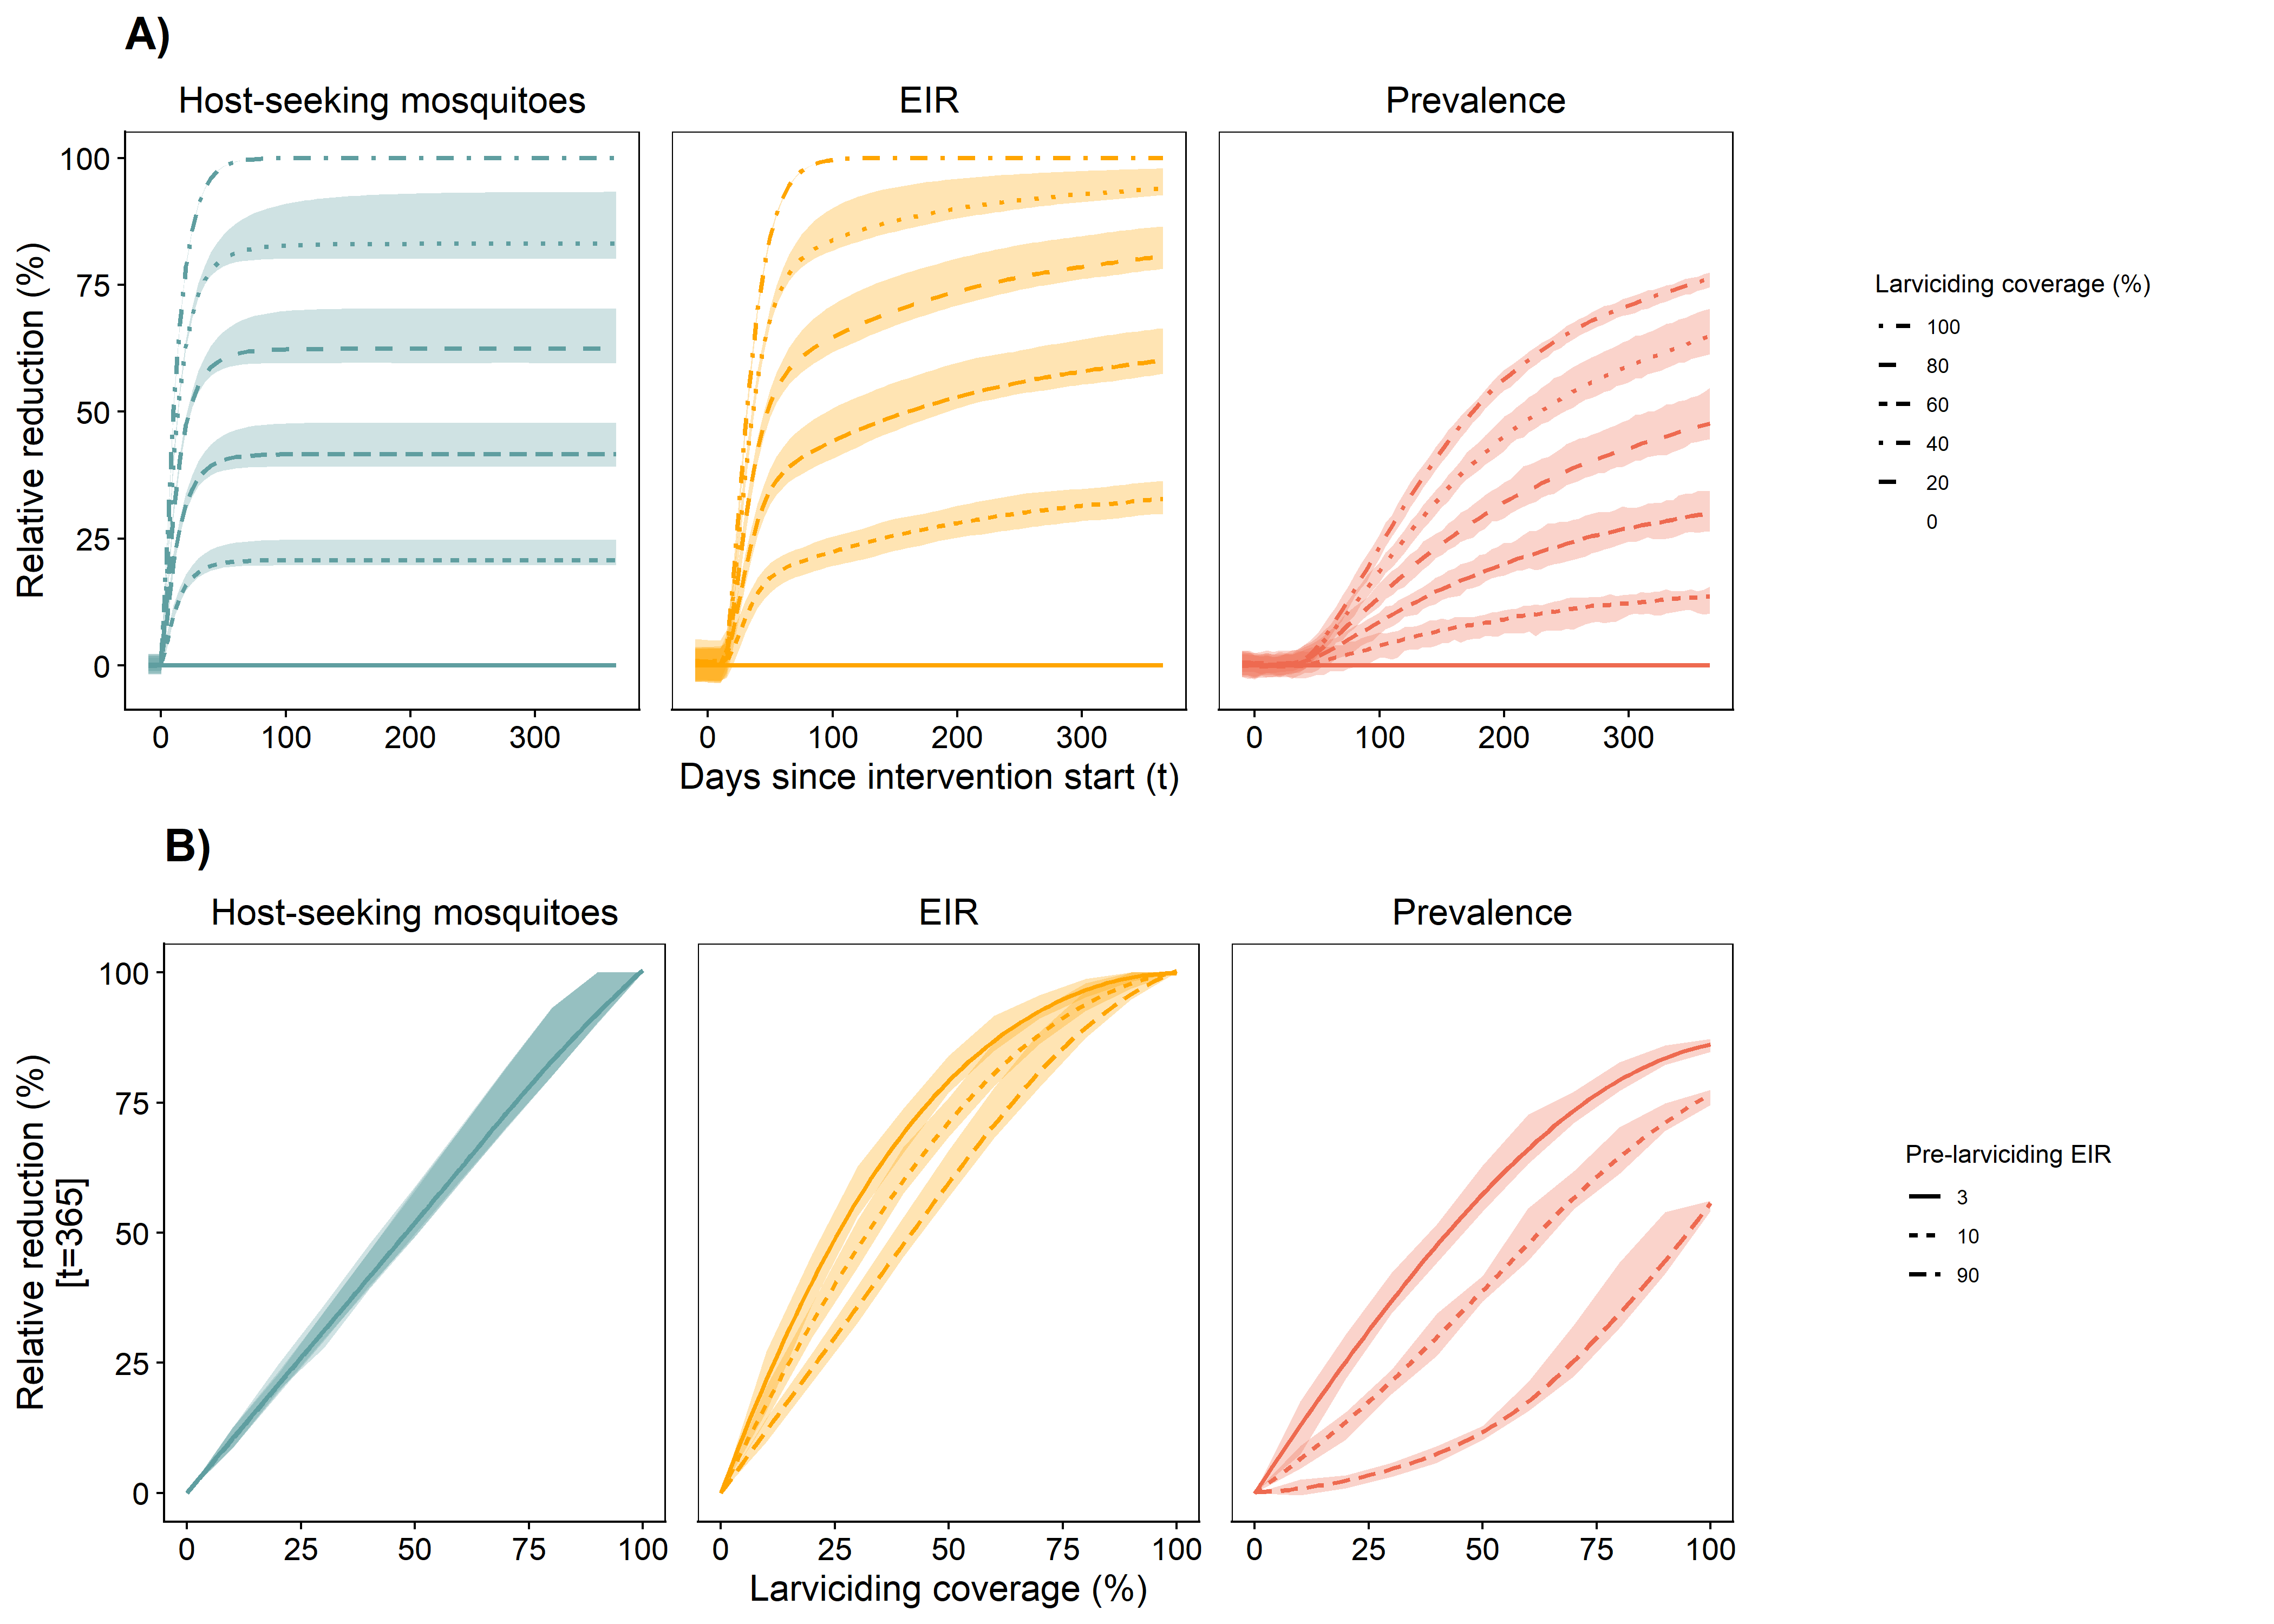 A)
Host-seeking mosquitoes
EIR
Prevalence
Relative reduction (%)
100
75
50
25
0
0 100 200 300
0 100 200 300
0 100 200 300
Days since intervention start (t)
Larviciding coverage (%)
100
80
60
40
20
0
B)
Host-seeking mosquitoes
EIR
Prevalence
Relative reduction (%)
[t=365]
100
75
50
25
0
0 25 50 75 100
0 25 50 75 100
0 25 50 75 100
Larviciding coverage (%)
Pre-larviciding EIR
3
10
90